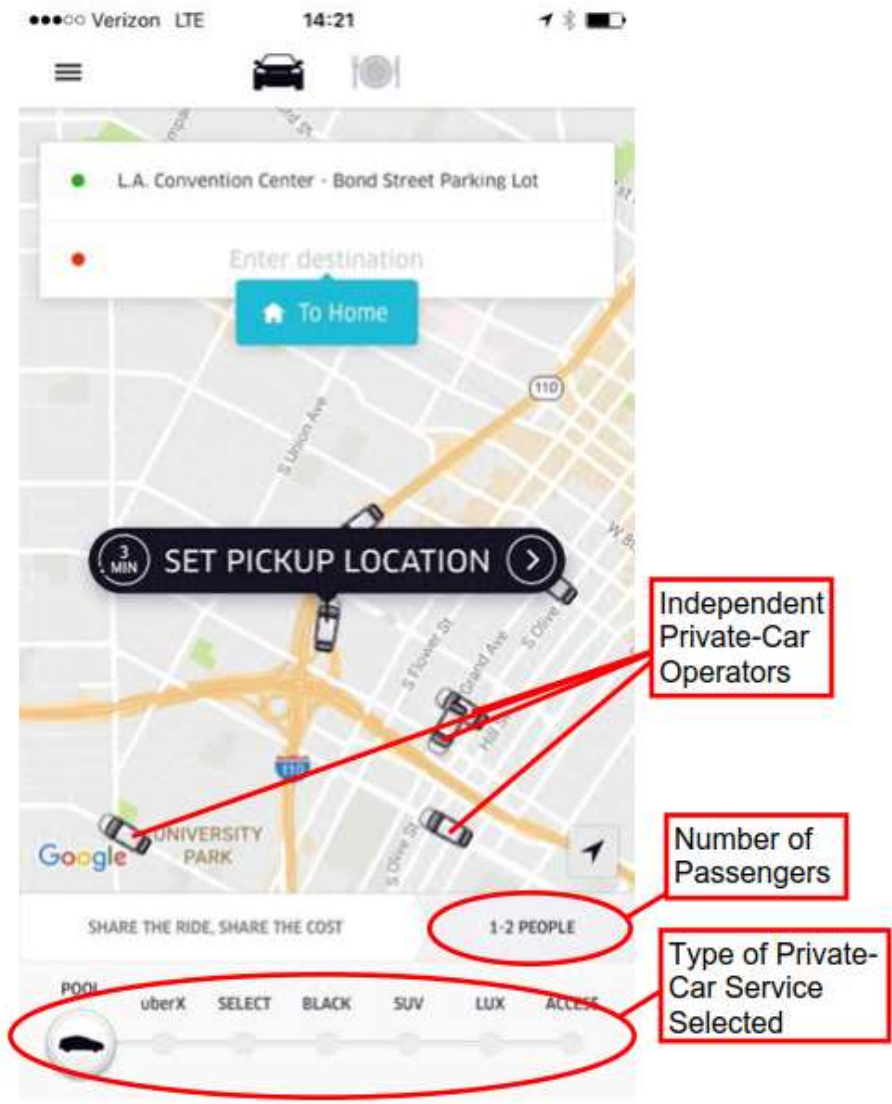 ●●●○○ Verizon LTE 14:21
L.A. Convention Center - Bond Street Parking Lot
Enter destination
To Home
110
S Union Ave
3 MIN SET PICKUP LOCATION
Independent
Private-Car
Operators
S Olive
S Flower St
Grand Ave
Hill
110
UNIVERSITY
PARK
Google
S Olive St
Number of
Passengers
SHARE THE RIDE, SHARE THE COST 1-2 PEOPLE
Type of Private-
Car Service
Selected
POOL uberX SELECT BLACK SUV LUX ACCESS